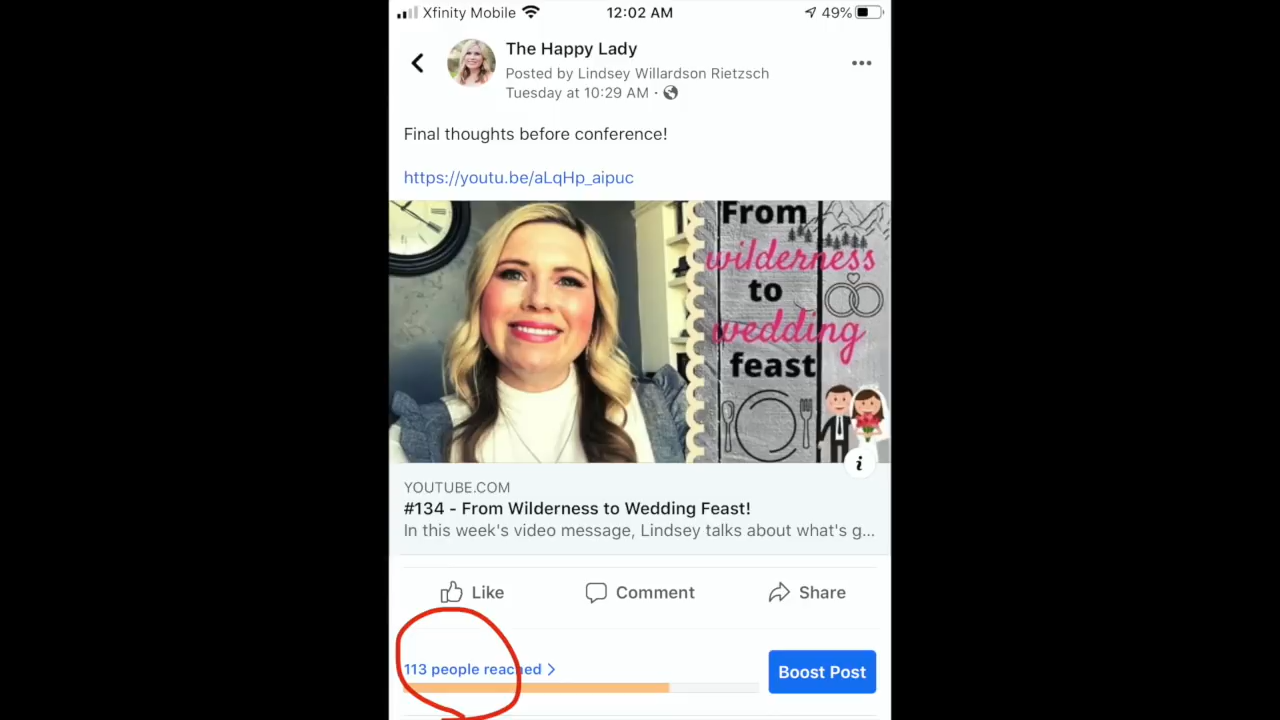 Xfinity Mobile 12:02 AM 49%
The Happy Lady
Posted by Lindsey Willardson Rietzsch
Tuesday at 10:29 AM ·
Final thoughts before conference!
https://youtu.be/aLqHp_aipuc
From
wilderness
to
wedding
feast
i
YOUTUBE.COM
#134 - From Wilderness to Wedding Feast!
In this week's video message, Lindsey talks about what's g...
Like Comment Share
113 people reached
Boost Post